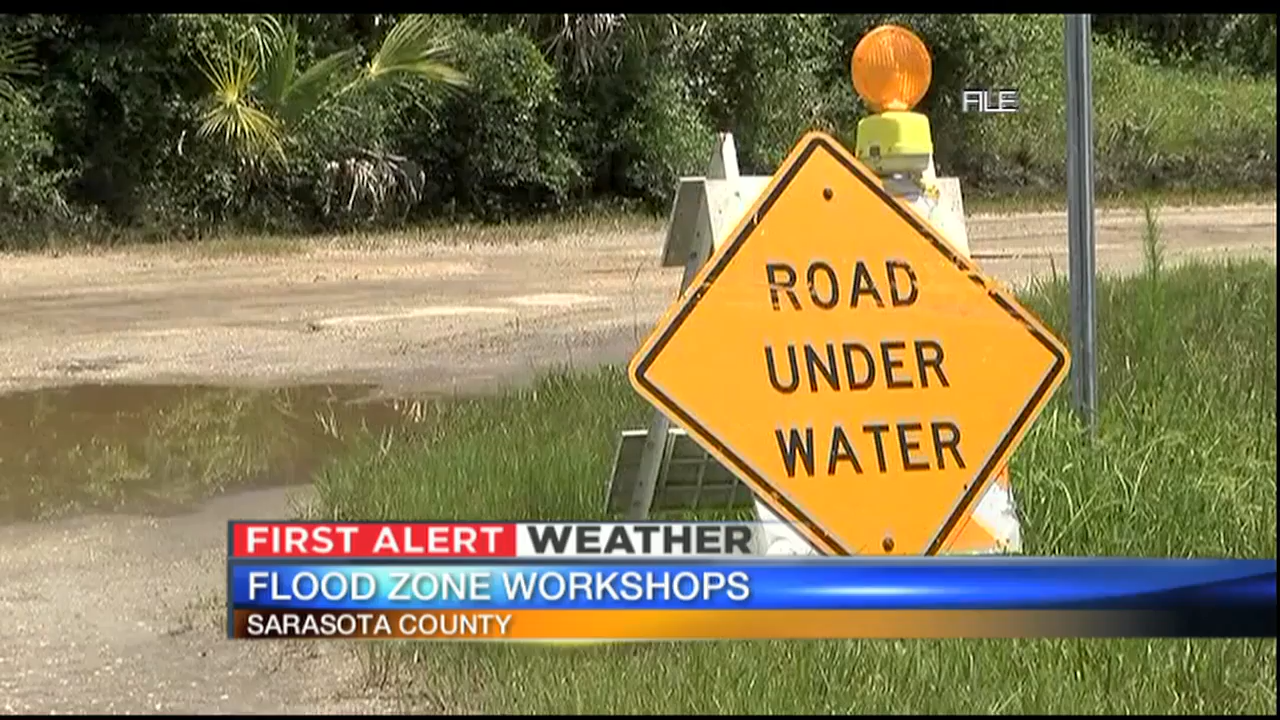 FILE
ROAD
UNDER
WATER
FIRST ALERT WEATHER
FLOOD ZONE WORKSHOPS
SARASOTA COUNTY